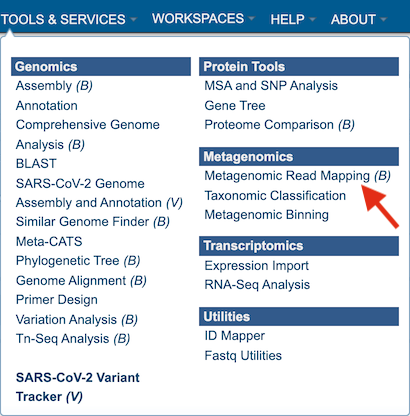 TOOLS & SERVICES WORKSPACES HELP ABOUT
Genomics
Assembly (B)
Annotation
Comprehensive Genome
Analysis (B)
BLAST
SARS-CoV-2 Genome
Assembly and Annotation (V)
Similar Genome Finder (B)
Meta-CATS
Phylogenetic Tree (B)
Genome Alignment (B)
Primer Design
Variation Analysis (B)
Tn-Seq Analysis (B)
SARS-CoV-2 Variant
Tracker (V)
Protein Tools
MSA and SNP Analysis
Gene Tree
Proteome Comparison (B)
Metagenomics
Metagenomic Read Mapping (B)
Taxonomic Classification
Metagenomic Binning
Transcriptomics
Expression Import
RNA-Seq Analysis
Utilities
ID Mapper
Fastq Utilities